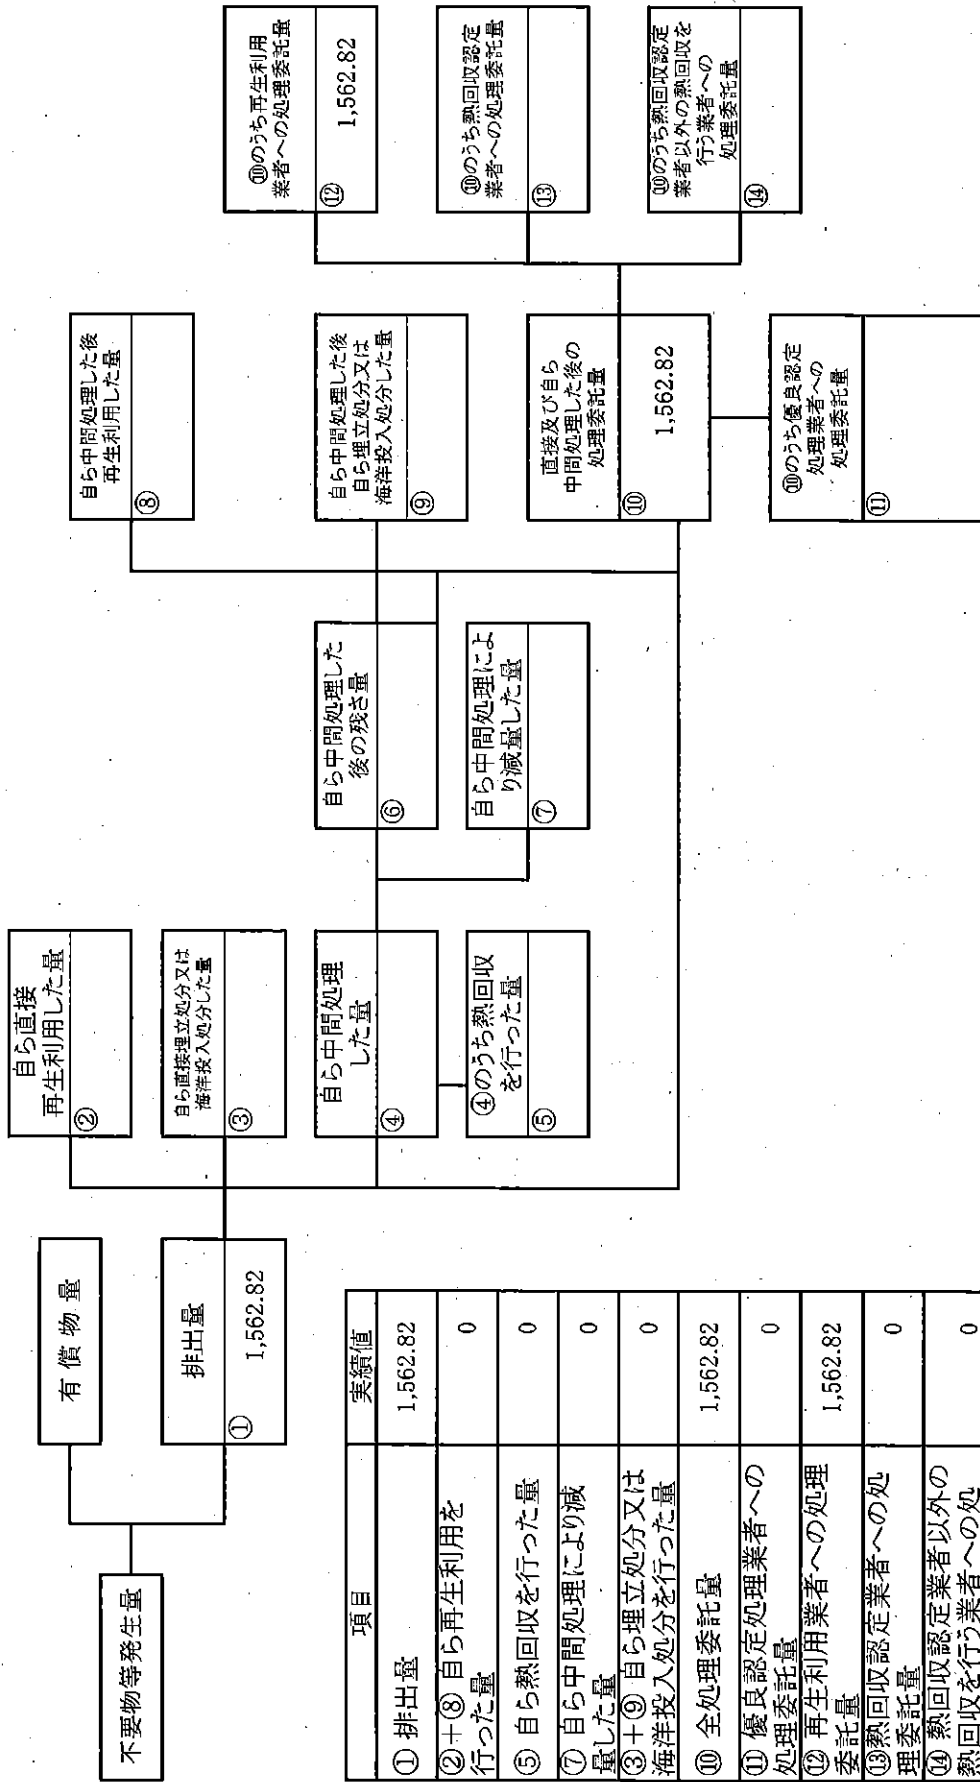 不要物等発生量
有償物量
排出量
①
1,562.82
自ら直接
再生利用した量
②
自ら直接埋立処分又は
海洋投入処分した量
③
自ら中間処理
した量
④
④のうち熱回収
を行った量
⑤
自ら中間処理した
後の残さ量
⑥
自ら中間処理によ
り減量した量
⑦
自ら中間処理した後
再生利用した量
⑧
自ら中間処理した後
自ら埋立処分又は
海洋投入処分した量
⑨
直接及び自ら
中間処理した後の
処理委託量
⑩
1,562.82
⑩のうち優良認定
処理業者への
処理委託量
⑪
⑩のうち再生利用
業者への処理委託量
⑫
1,562.82
⑩のうち熱回収認定
業者への処理委託量
⑬
⑩のうち熱回収認定
業者以外の熱回収を
行う業者への
処理委託量
⑭
項目 実績値
① 排出量 1,562.82
②+⑧ 自ら再生利用を
行った量 0
⑤ 自ら熱回収を行った量 0
⑦ 自ら中間処理により減
量した量 0
③+⑨ 自ら埋立処分又は
海洋投入処分を行った量 0
⑩ 全処理委託量 1,562.82
⑪ 優良認定処理業者への
処理委託量 0
⑫ 再生利用業者への処理
委託量 1,562.82
⑬熱回収認定業者への処
理委託量 0
⑭ 熱回収認定業者以外の
熱回収を行う業者への処 0